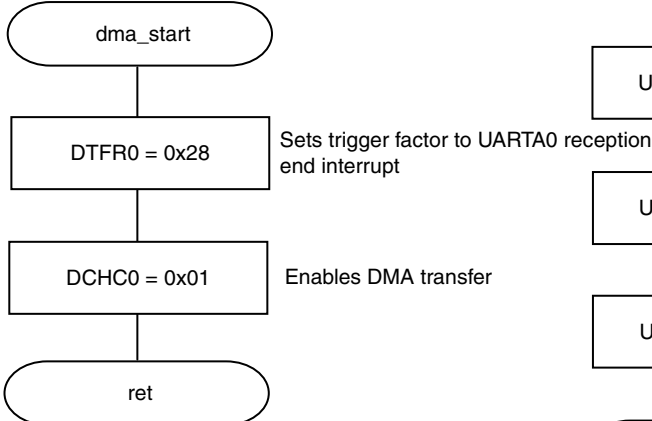 dma_start
DTFR0 = 0x28
Sets trigger factor to UARTA0 reception
end interrupt
DCHC0 = 0x01
Enables DMA transfer
ret
U
U
U